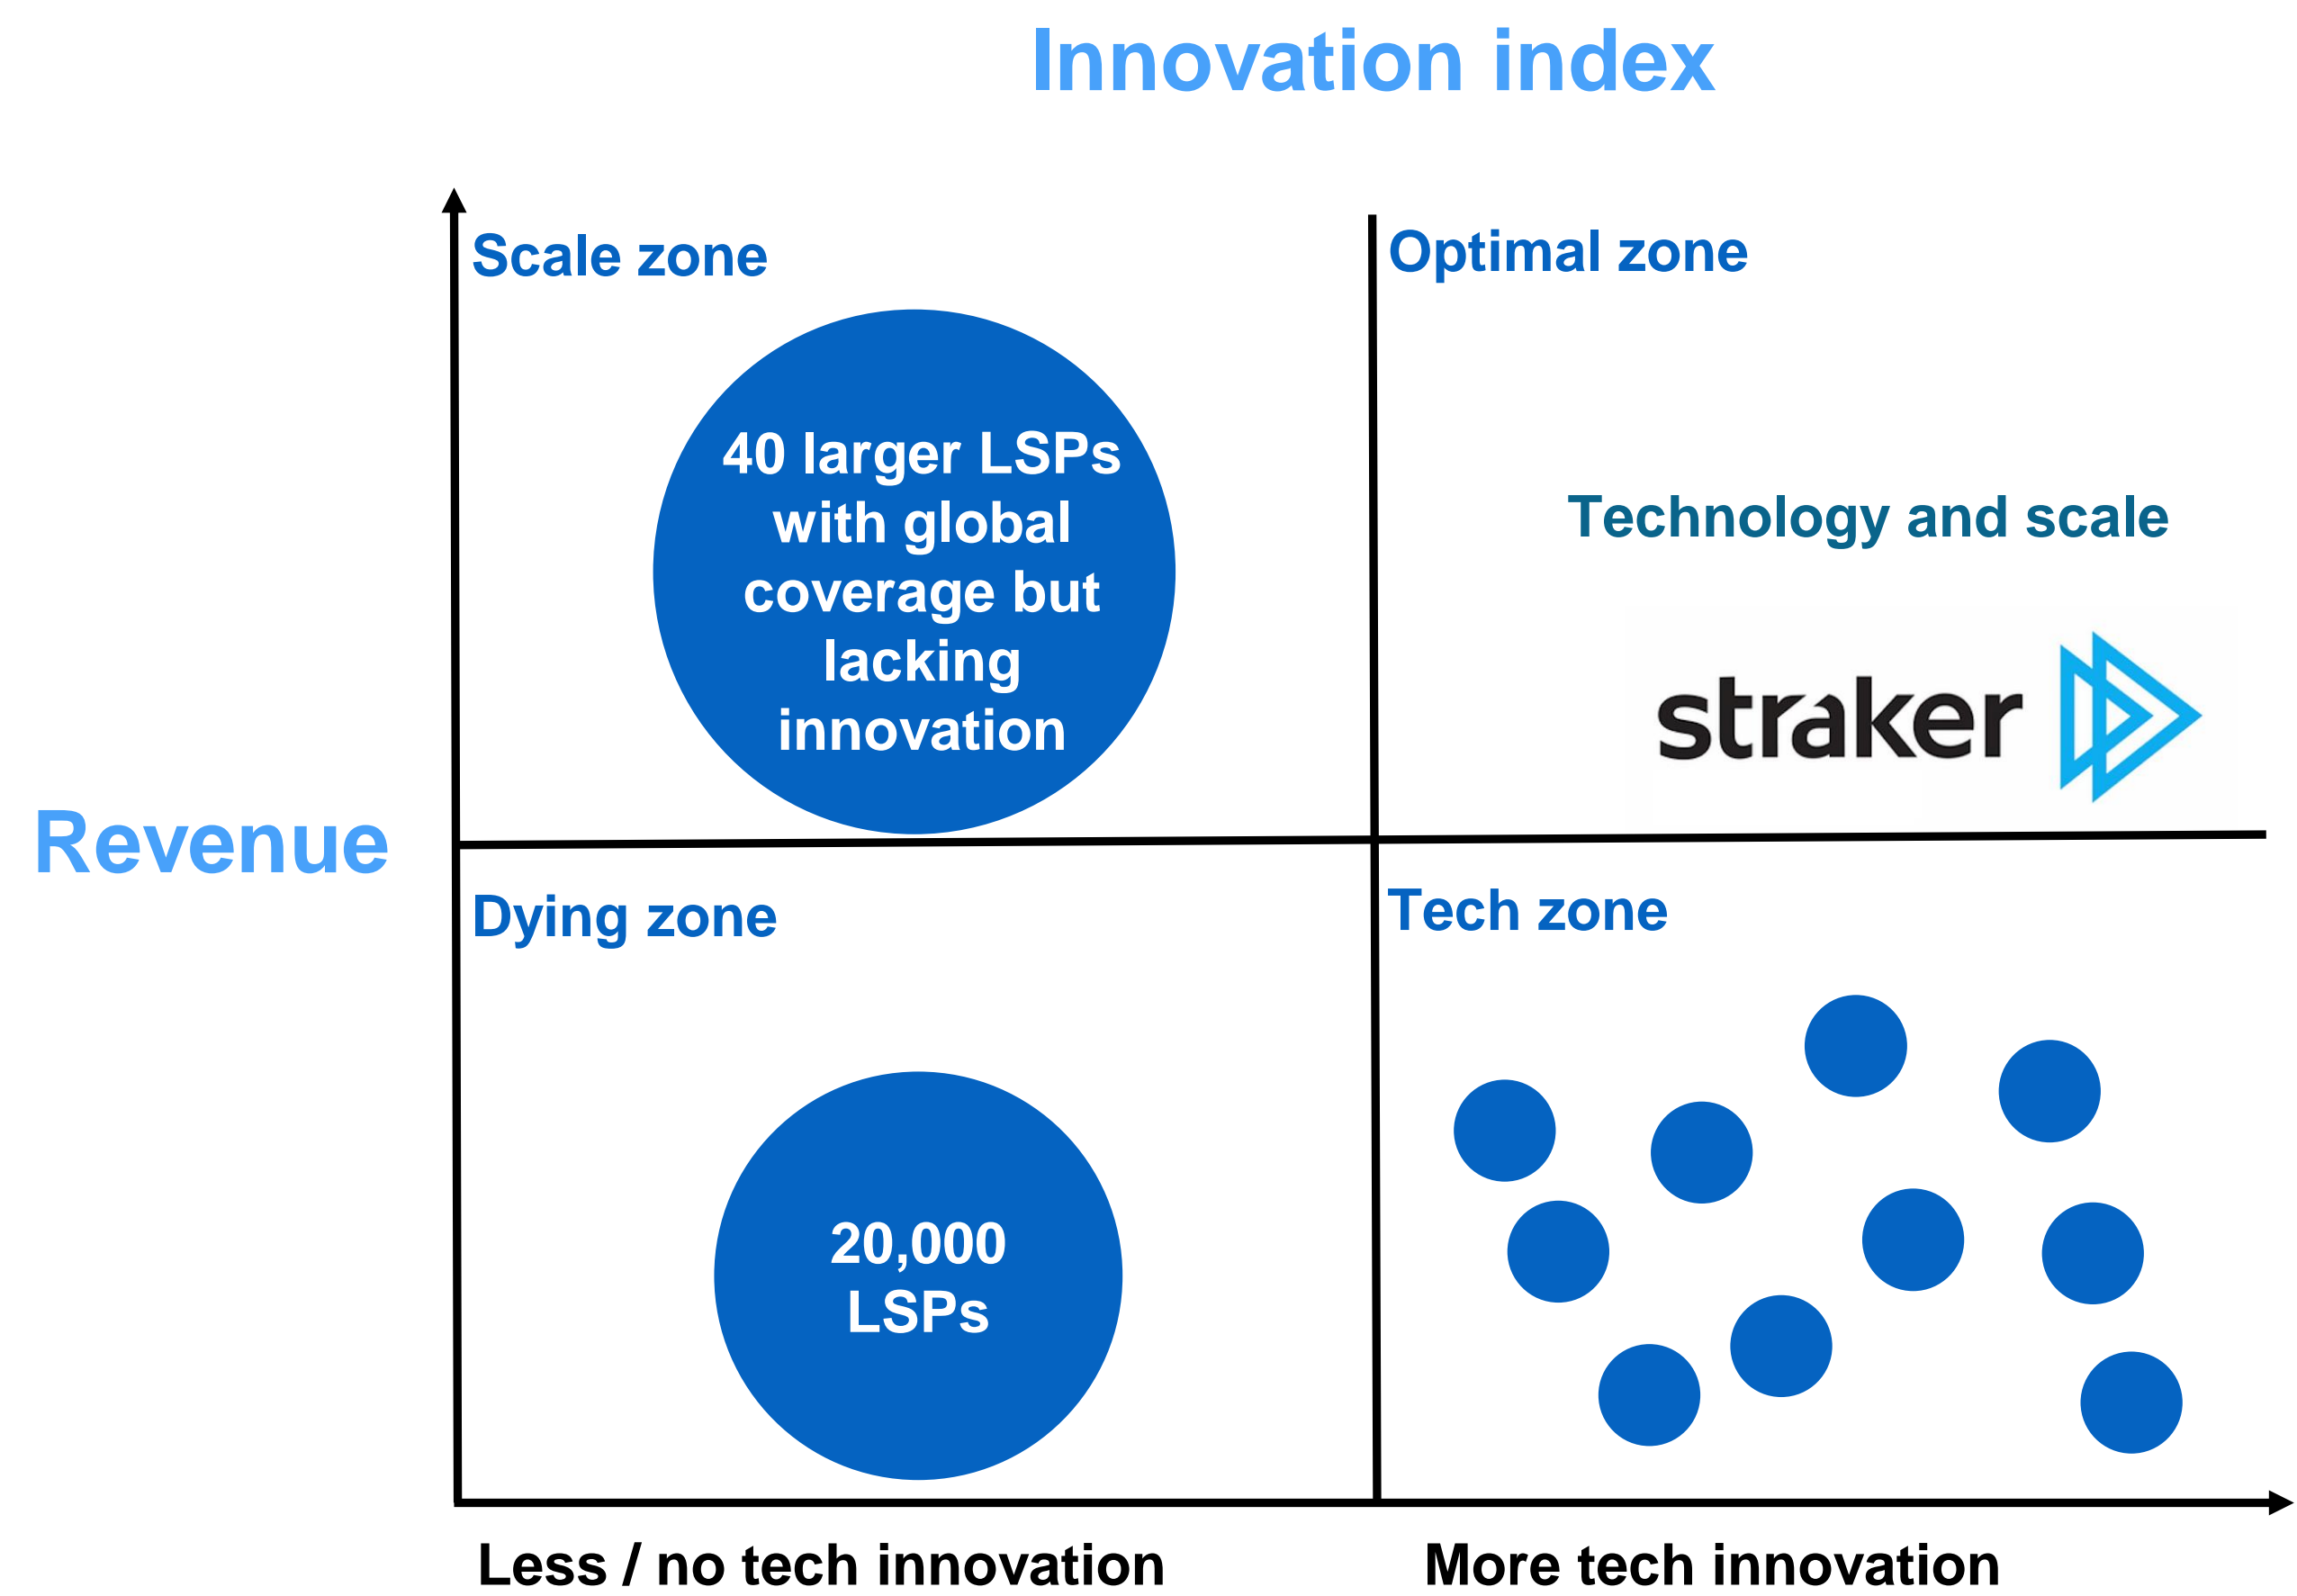 Innovation index
Scale zone
Optimal zone
40 larger LSPs
with global
coverage but
lacking
innovation
Technology and scale
straker
Revenue
Dying zone
Tech zone
20,000
LSPs
Less / no tech innovation
More tech innovation